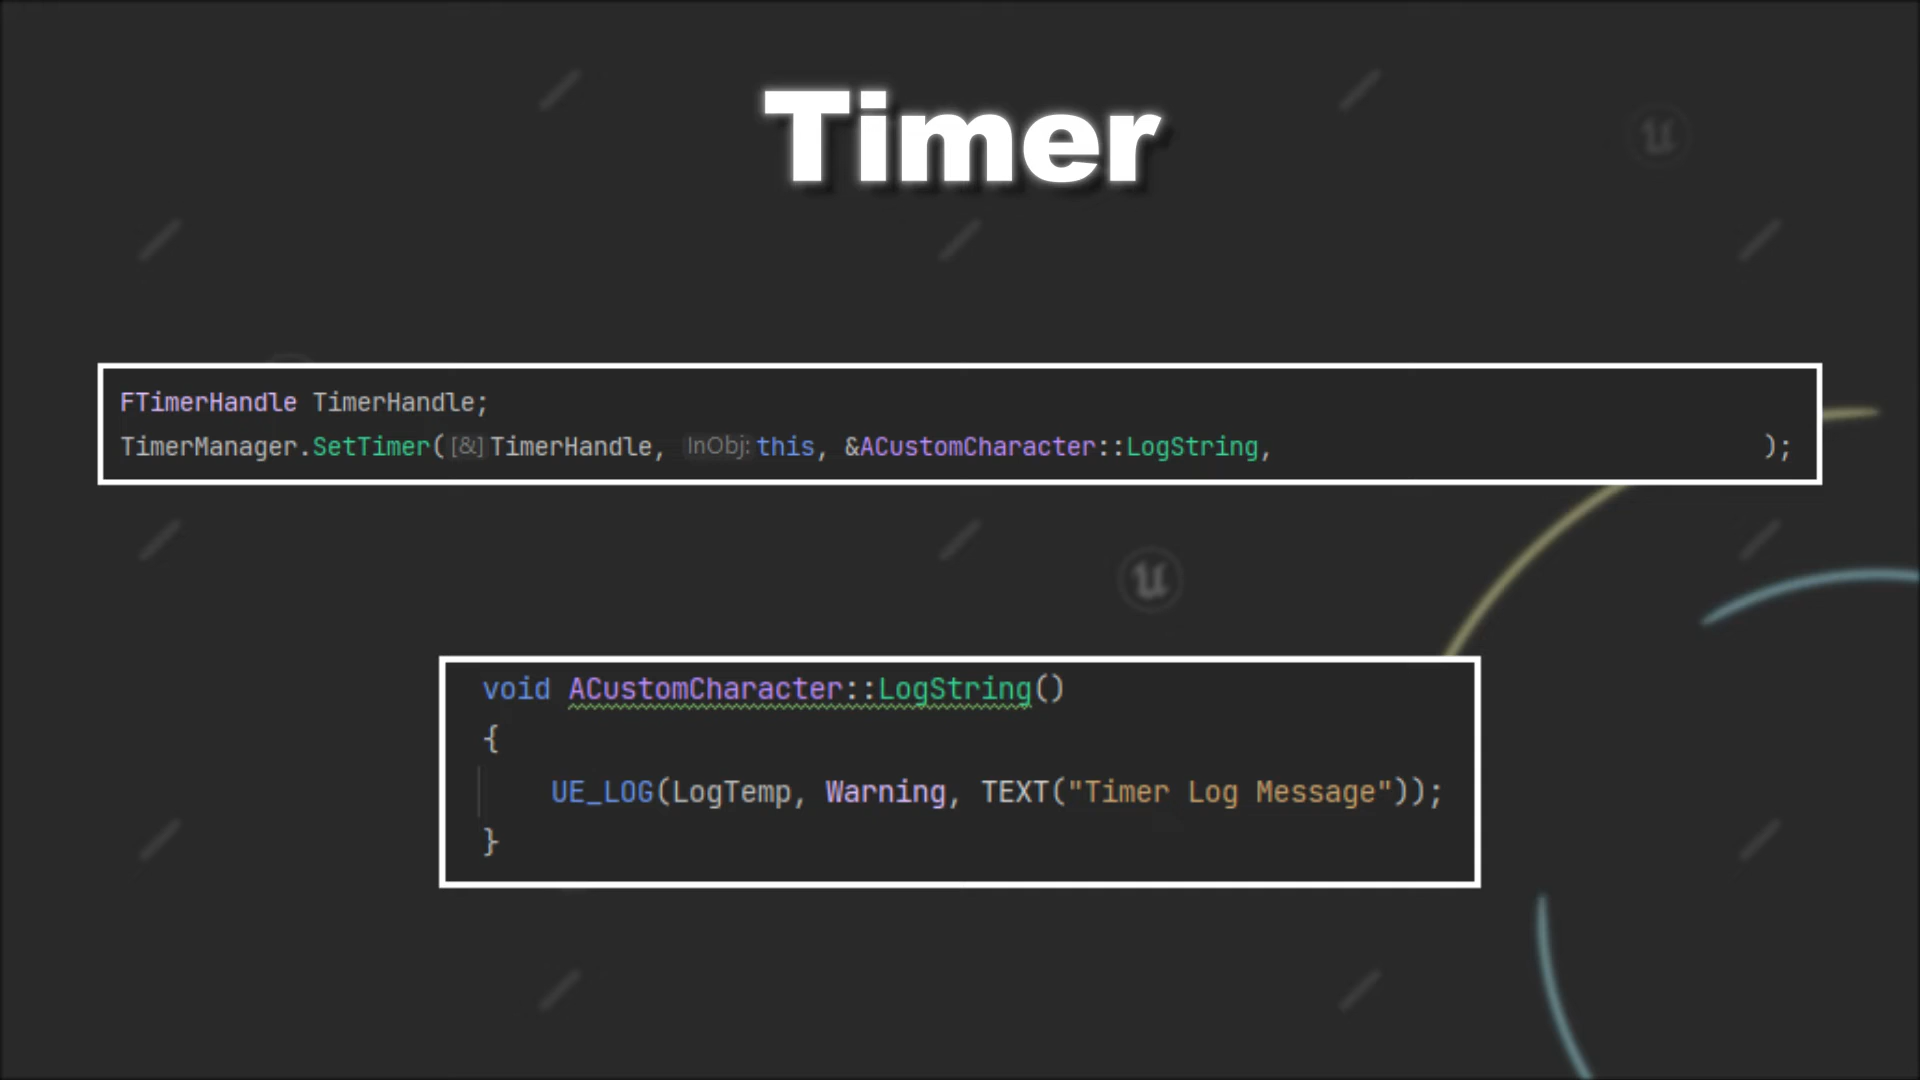 Timer
FTimerHandle TimerHandle;
TimerManager.SetTimer([&]TimerHandle, InObj:this, &ACustomCharacter::LogString, );
void ACustomCharacter::LogString()
{
UE_LOG(LogTemp, Warning, TEXT("Timer Log Message"));
}